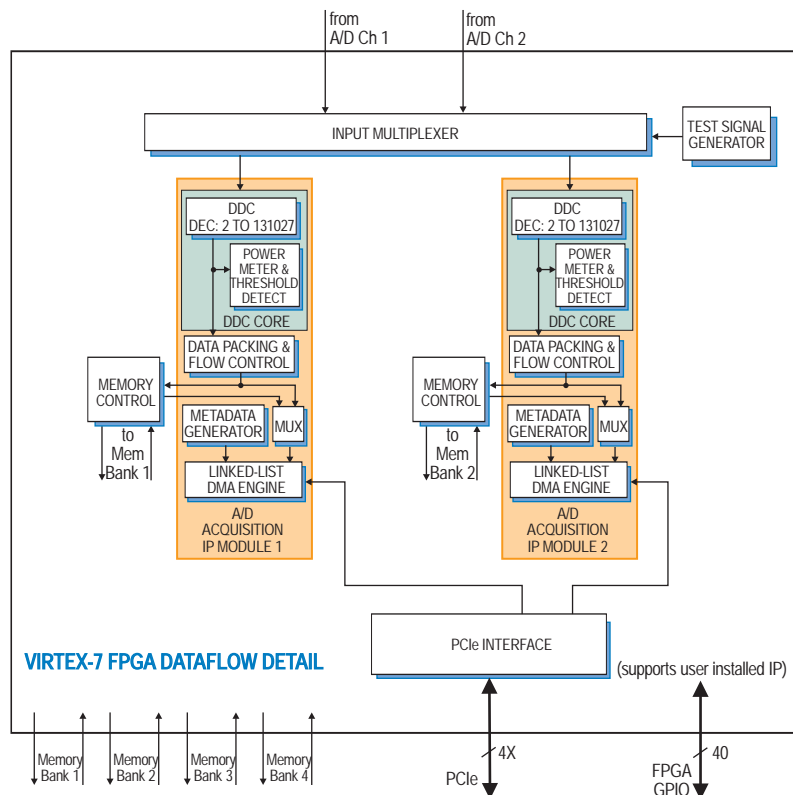 from
A/D Ch 1
from
A/D Ch 2
INPUT MULTIPLEXER
TEST SIGNAL
GENERATOR
DDC
DEC: 2 TO 131027
POWER
METER &
THRESHOLD
DETECT
DDC CORE
DATA PACKING &
FLOW CONTROL
MEMORY
CONTROL
METADATA
GENERATOR
MUX
to
Mem
Bank 1
LINKED-LIST
DMA ENGINE
A/D
ACQUISITION
IP MODULE 1
DDC
DEC: 2 TO 131027
POWER
METER &
THRESHOLD
DETECT
DDC CORE
DATA PACKING &
FLOW CONTROL
MEMORY
CONTROL
METADATA
GENERATOR
MUX
to
Mem
Bank 2
LINKED-LIST
DMA ENGINE
A/D
ACQUISITION
IP MODULE 2
PCIe INTERFACE
VIRTEX-7 FPGA DATAFLOW DETAIL
(supports user installed IP)
Memory
Bank 1
Memory
Bank 2
Memory
Bank 3
Memory
Bank 4
4X
PCIe
40
FPGA
GPIO